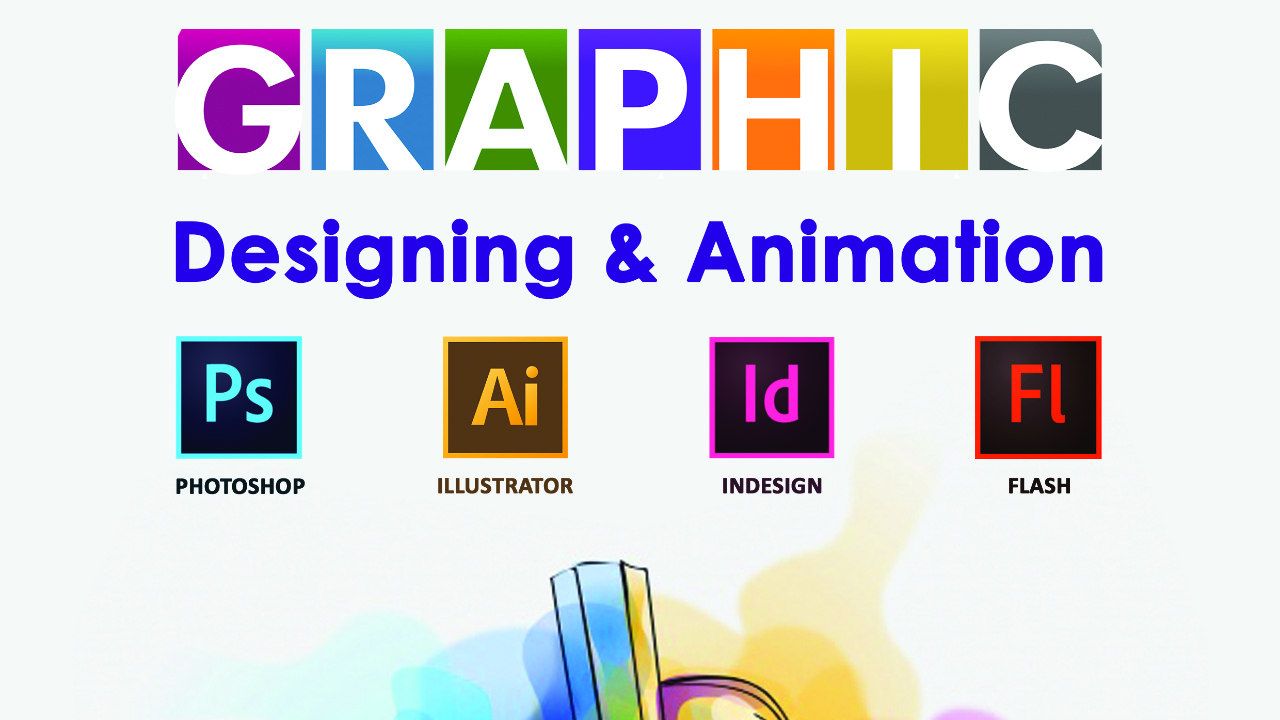 GRAPHIC
Designing & Animation
Ps Ai Id Fl
PHOTOSHOP ILLUSTRATOR INDESIGN FLASH